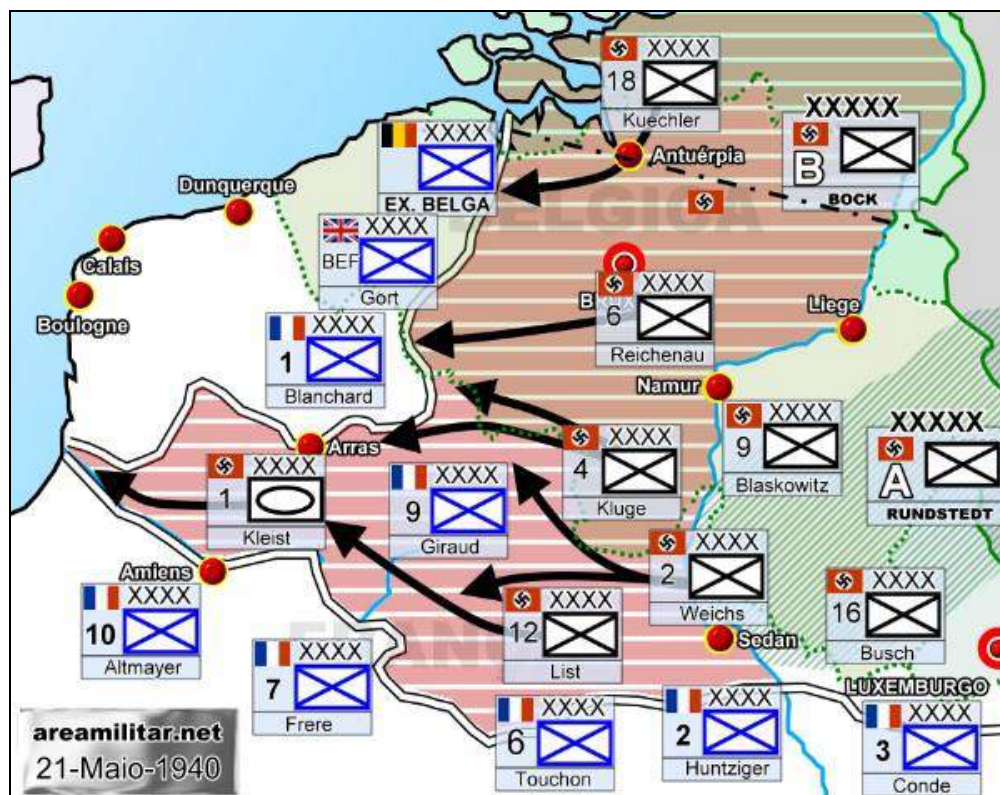 XXXX
18
Kuechler
XXXXX
B
BOCK
XXXX
EX. BELGA
Antuérpia
BELGICA
Dunquerque
XXXX
BEF
Gort
Calais
Boulogne
XXXX
1
Blanchard
B
XXXX
6
Reichenau
Liege
Namur
XXXX
9
Blaskowitz
XXXXX
A
RUNDSTEDT
Arras
XXXX
1
Kleist
XXXX
9
Giraud
XXXX
4
Kluge
XXXX
2
Weichs
Amiens
XXXX
10
Altmayer
XXXX
12
List
Sedan
XXXX
16
Busch
LUXEMBURGO
XXXX
7
Frere
XXXX
6
Touchon
XXXX
2
Huntziger
XXXX
3
Conde
areamilitar.net
21-Maio-1940